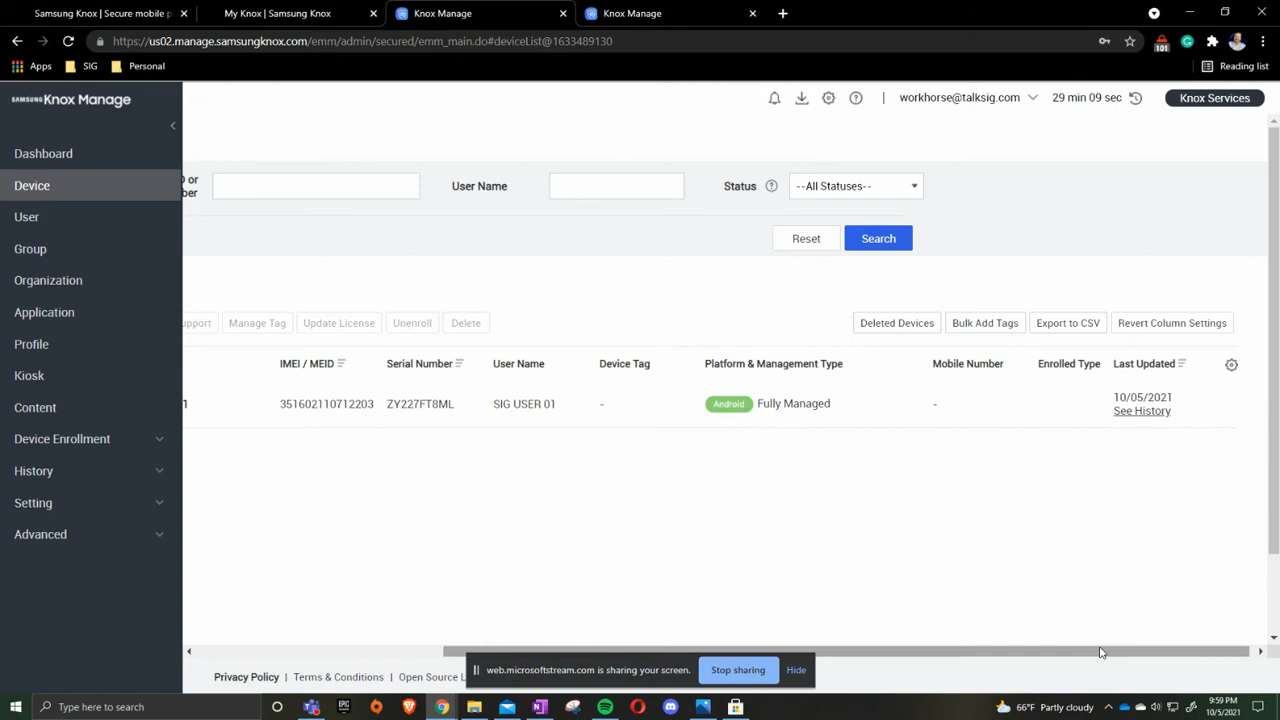 Samsung Knox | Secure mobile p
My Knox | Samsung Knox
Knox Manage
Knox Manage
https://us02.manage.samsungknox.com/emm/admin/secured/emm_main.do#deviceList@1633489130
101
Apps
SIG
Personal
Reading list
SAMSUNG Knox Manage
workhorse@talksig.com
29 min 09 sec
Knox Services
Dashboard
Device
User
Group
Organization
Application
Profile
Kiosk
Content
Device Enrollment
History
Setting
Advanced
D or
ber
User Name
Status
--All Statuses--
Reset
Search
upport
Manage Tag
Update License
Unenroll
Delete
Deleted Devices
Bulk Add Tags
Export to CSV
Revert Column Settings
IMEI / MEID
Serial Number
User Name
Device Tag
Platform & Management Type
Mobile Number
Enrolled Type
Last Updated
1
351602110712203
ZY227FT8ML
SIG USER 01
-
Android
Fully Managed
-
10/05/2021
See History
web.microsoftstream.com is sharing your screen.
Stop sharing
Hide
Privacy Policy | Terms & Conditions | Open Source L
Type here to search
66°F Partly cloudy
9:59 PM
10/5/2021